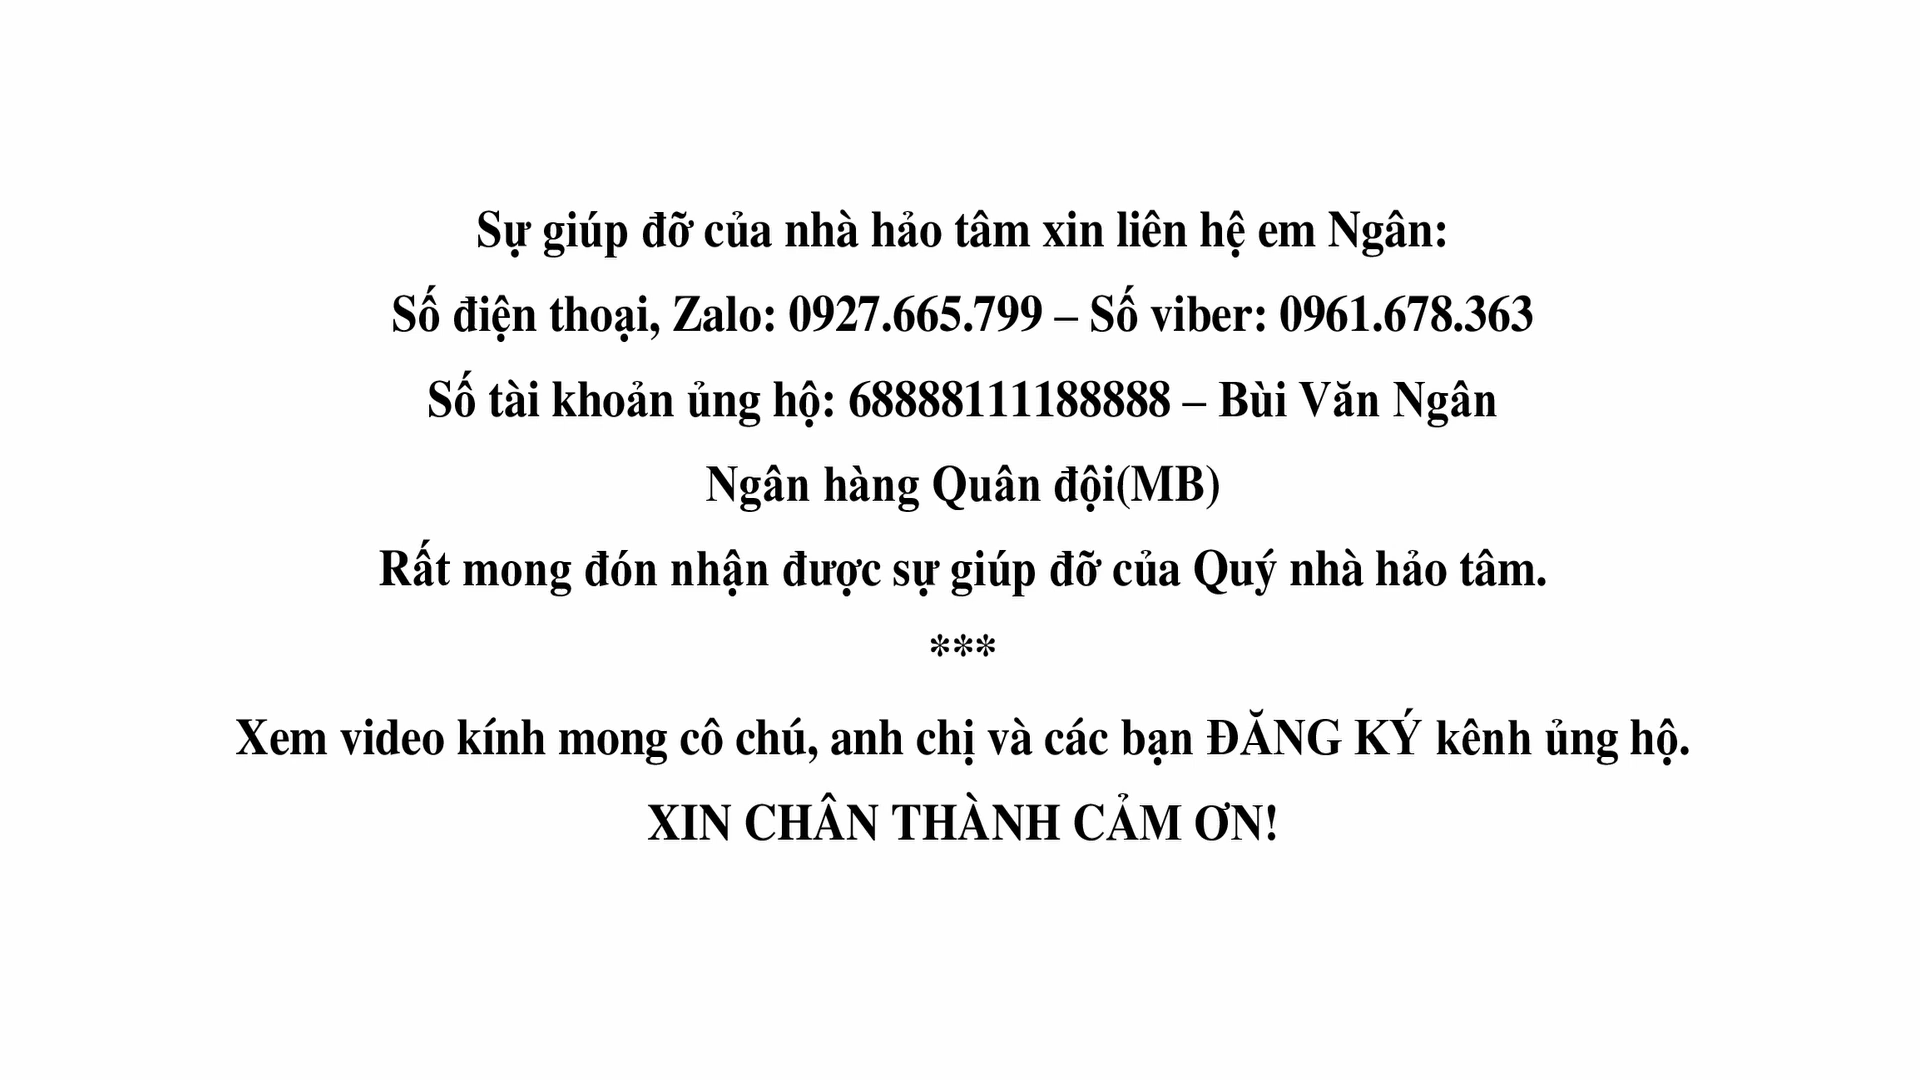 Sự giúp đỡ của nhà hảo tâm xin liên hệ em Ngân:
Số điện thoại, Zalo: 0927.665.799 – Số viber: 0961.678.363
Số tài khoản ủng hộ: 68888111188888 – Bùi Văn Ngân
Ngân hàng Quân đội(MB)
Rất mong đón nhận được sự giúp đỡ của Quý nhà hảo tâm.
***
Xem video kính mong cô chú, anh chị và các bạn ĐĂNG KÝ kênh ủng hộ.
XIN CHÂN THÀNH CẢM ƠN!